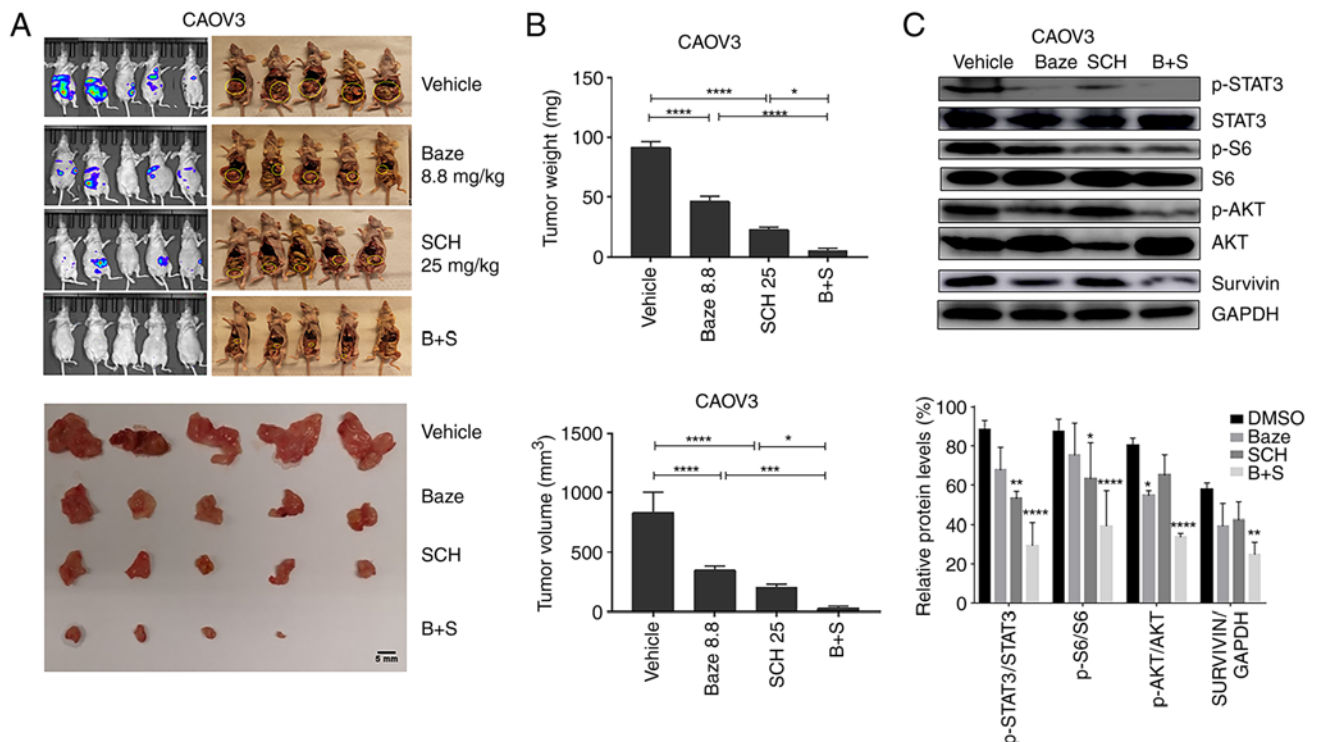 A
CAOV3
Vehicle
Baze
8.8 mg/kg
SCH
25 mg/kg
B+S
Vehicle
Baze
SCH
B+S
5 mm
B
CAOV3
Tumor weight (mg)
150
100
50
0
**** *
**** ****
Vehicle
Baze 8.8
SCH 25
B+S
CAOV3
Tumor volume (mm3)
1500
1000
500
0
**** *
**** ***
Vehicle
Baze 8.8
SCH 25
B+S
C
CAOV3
Vehicle Baze SCH B+S
p-STAT3
STAT3
p-S6
S6
p-AKT
AKT
Survivin
GAPDH
Relative protein levels (%)
100
80
60
40
20
0
DMSO
Baze
SCH
B+S
** ****
* ****
* ****
**
p-STAT3/STAT3
p-S6/S6
p-AKT/AKT
SURVIVIN/
GAPDH